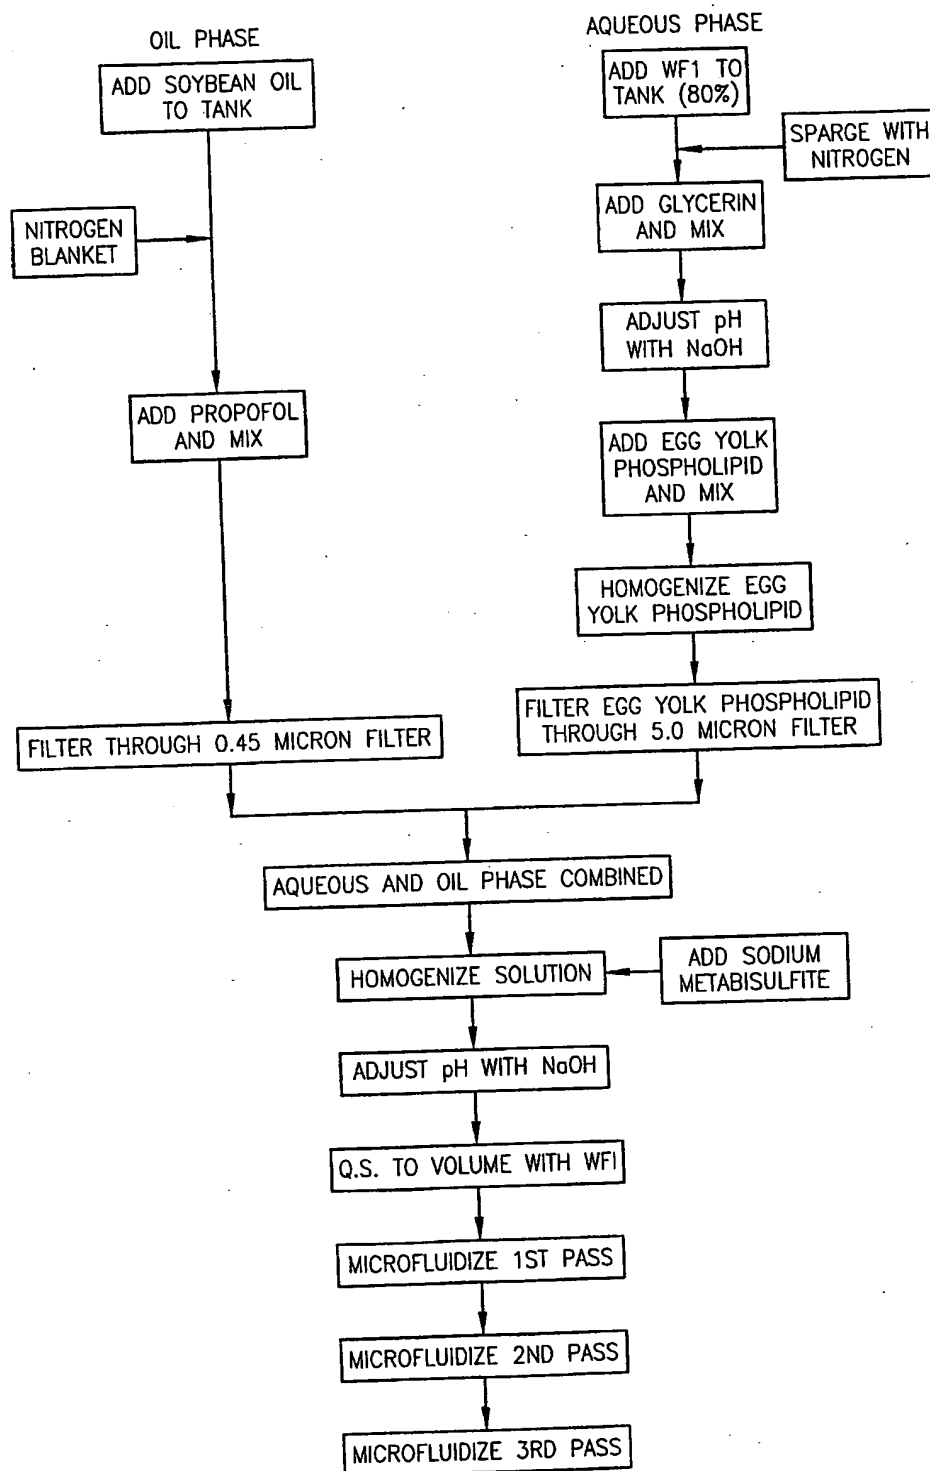 OIL PHASE
ADD SOYBEAN OIL
TO TANK
NITROGEN
BLANKET
ADD PROPOFOL
AND MIX
FILTER THROUGH 0.45 MICRON FILTER
AQUEOUS PHASE
ADD WF1 TO
TANK (80%)
SPARGE WITH
NITROGEN
ADD GLYCERIN
AND MIX
ADJUST pH
WITH NaOH
ADD EGG YOLK
PHOSPHOLIPID
AND MIX
HOMOGENIZE EGG
YOLK PHOSPHOLIPID
FILTER EGG YOLK PHOSPHOLIPID
THROUGH 5.0 MICRON FILTER
AQUEOUS AND OIL PHASE COMBINED
HOMOGENIZE SOLUTION
ADD SODIUM
METABISULFITE
ADJUST pH WITH NaOH
Q.S. TO VOLUME WITH WFI
MICROFLUIDIZE 1ST PASS
MICROFLUIDIZE 2ND PASS
MICROFLUIDIZE 3RD PASS